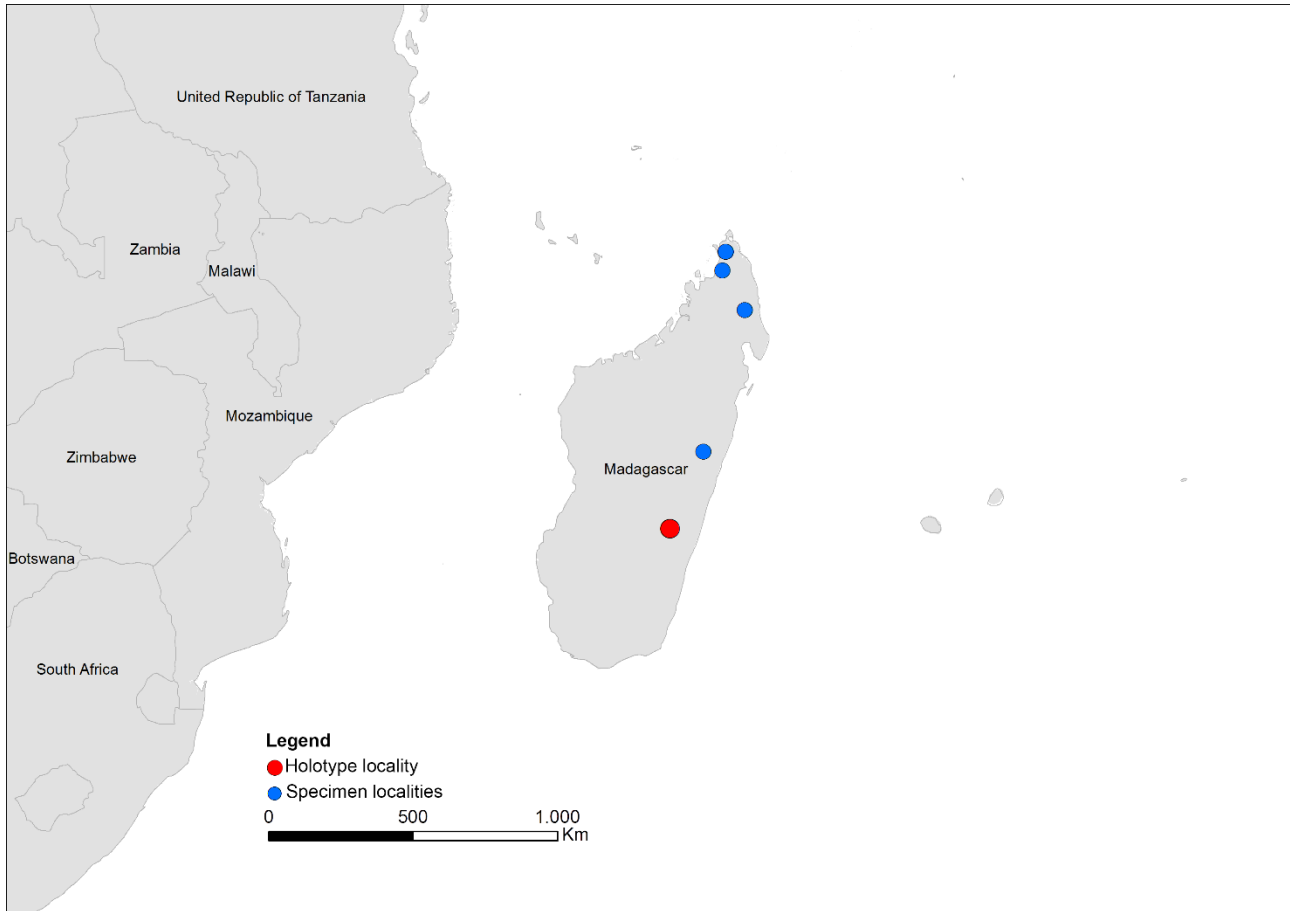 United Republic of Tanzania
Zambia
Malawi
Mozambique
Zimbabwe
Madagascar
Botswana
South Africa
Legend
Holotype locality
Specimen localities
0 500 1.000
Km